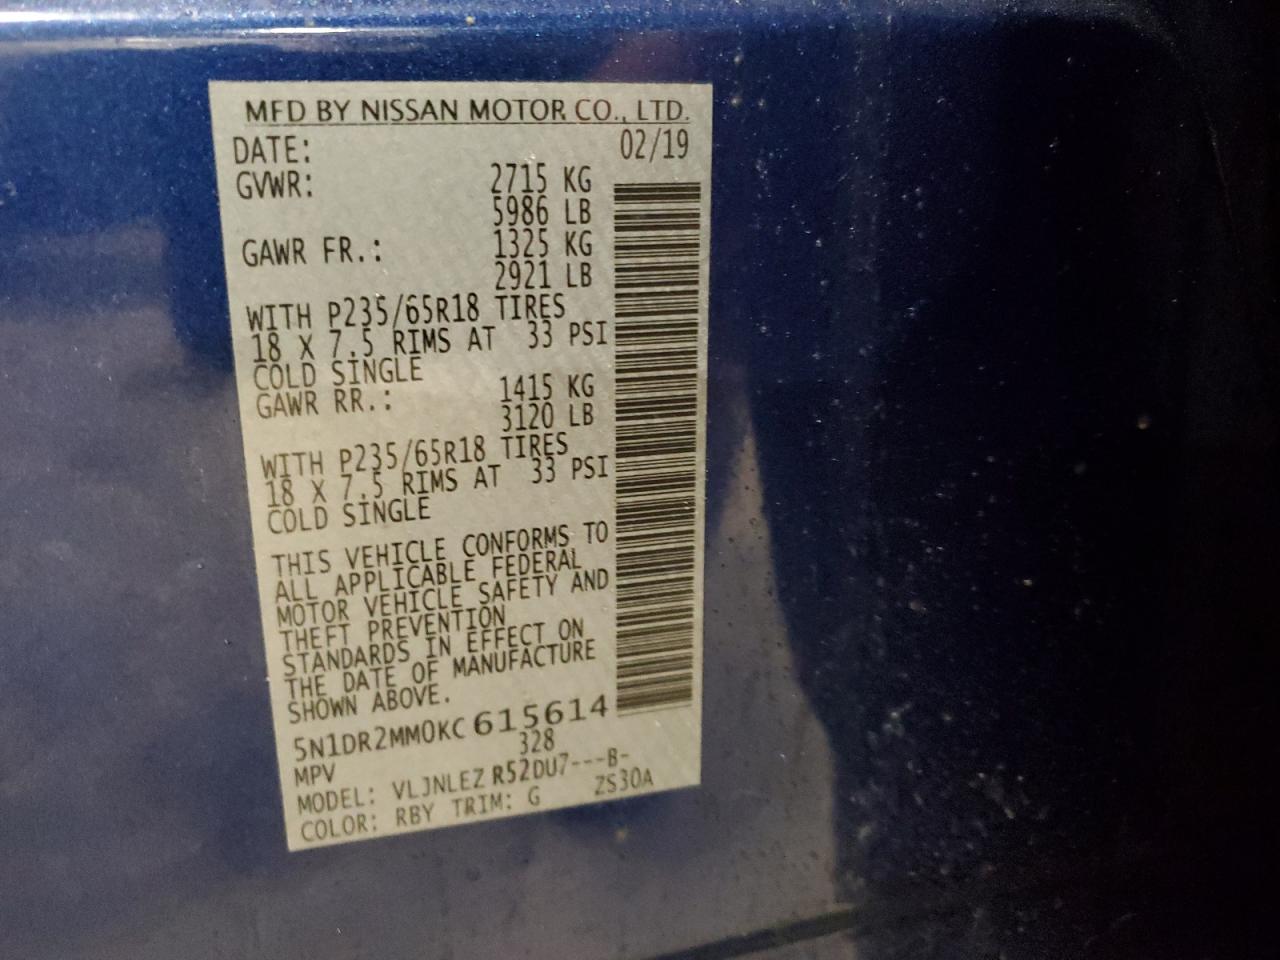 MFD BY NISSAN MOTOR CO., LTD.
DATE: 02/19
GVWR: 2715 KG
5986 LB
GAWR FR.: 1325 KG
2921 LB
WITH P235/65R18 TIRES
18 X 7.5 RIMS AT 33 PSI
COLD SINGLE
GAWR RR.: 1415 KG
3120 LB
WITH P235/65R18 TIRES
18 X 7.5 RIMS AT 33 PSI
COLD SINGLE
THIS VEHICLE CONFORMS TO
ALL APPLICABLE FEDERAL
MOTOR VEHICLE SAFETY AND
THEFT PREVENTION
STANDARDS IN EFFECT ON
THE DATE OF MANUFACTURE
SHOWN ABOVE.
5N1DR2MM0KC615614
MPV 328
MODEL: VLJNLEZ R52DU7---B-
COLOR: RBY TRIM: G ZS30A